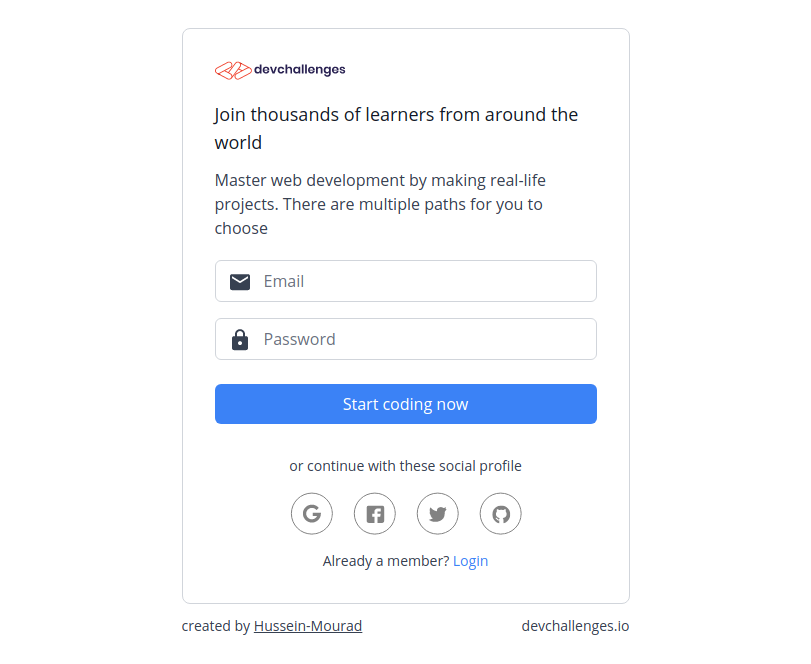 devchallenges
Join thousands of learners from around the
world
Master web development by making real-life
projects. There are multiple paths for you to
choose
Email
Password
Start coding now
or continue with these social profile
Already a member? Login
created by Hussein-Mourad
devchallenges.io